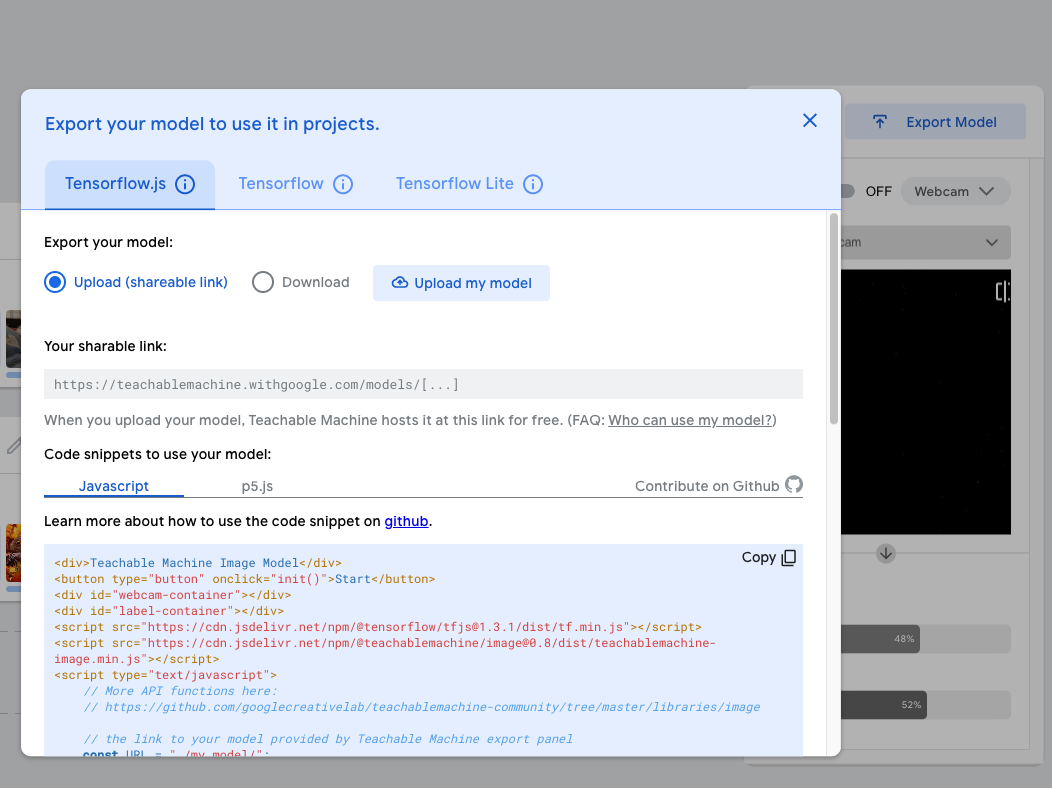 Export your model to use it in projects.
Export Model
Tensorflow.js
Tensorflow
Tensorflow Lite
OFF
Webcam
Export your model:
Upload (shareable link)
Download
Upload my model
Your sharable link:
https://teachablemachine.withgoogle.com/models/[...]
When you upload your model, Teachable Machine hosts it at this link for free. (FAQ: Who can use my model?)
Code snippets to use your model:
Javascript
p5.js
Contribute on Github
Learn more about how to use the code snippet on github.
Copy
<div>Teachable Machine Image Model</div>
<button type="button" onclick="init()">Start</button>
<div id="webcam-container"></div>
<div id="label-container"></div>
<script src="https://cdn.jsdelivr.net/npm/@tensorflow/tfjs@1.3.1/dist/tf.min.js"></script>
<script src="https://cdn.jsdelivr.net/npm/@teachablemachine/image@0.8/dist/teachablemachine-
image.min.js"></script>
<script type="text/javascript">
// More API functions here:
// https://github.com/googlecreativelab/teachablemachine-community/tree/master/libraries/image
// the link to your model provided by Teachable Machine export panel
const URL = "./my_model/";
48%
52%